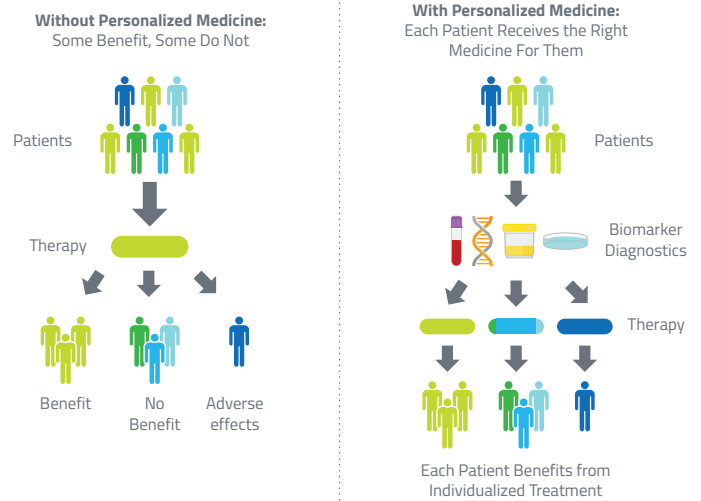 Without Personalized Medicine:
Some Benefit, Some Do Not
Patients
Therapy
Benefit
No
Benefit
Adverse
effects
With Personalized Medicine:
Each Patient Receives the Right
Medicine For Them
Patients
Biomarker
Diagnostics
Therapy
Each Patient Benefits from
Individualized Treatment